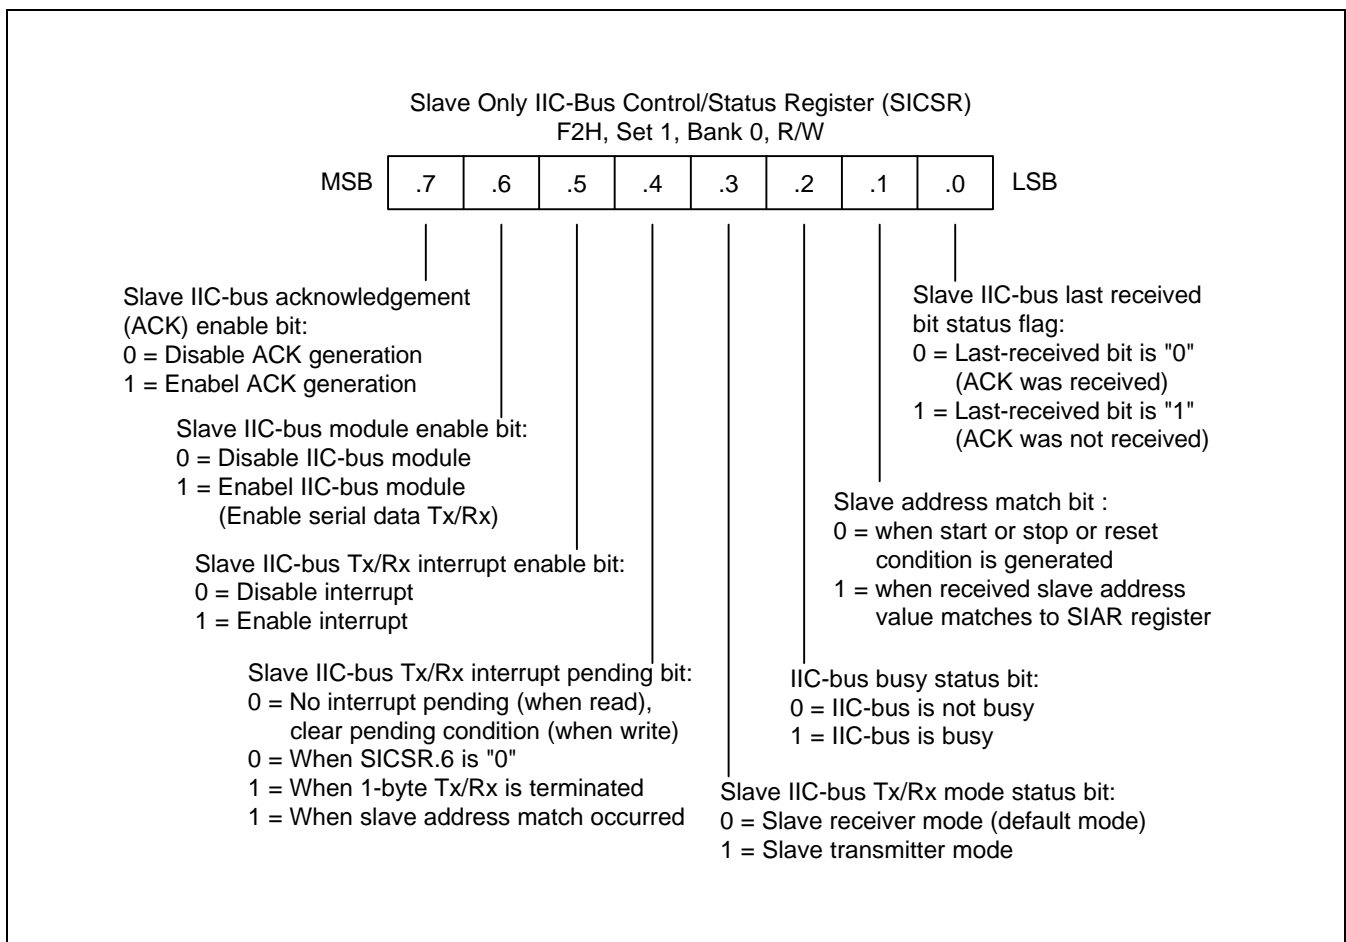 Slave Only IIC-Bus Control/Status Register (SICSR)
F2H, Set 1, Bank 0, R/W
MSB .7 .6 .5 .4 .3 .2 .1 .0 LSB
Slave IIC-bus acknowledgement
(ACK) enable bit:
0 = Disable ACK generation
1 = Enabel ACK generation
Slave IIC-bus module enable bit:
0 = Disable IIC-bus module
1 = Enabel IIC-bus module
(Enable serial data Tx/Rx)
Slave IIC-bus Tx/Rx interrupt enable bit:
0 = Disable interrupt
1 = Enable interrupt
Slave IIC-bus Tx/Rx interrupt pending bit:
0 = No interrupt pending (when read),
clear pending condition (when write)
0 = When SICSR.6 is "0"
1 = When 1-byte Tx/Rx is terminated
1 = When slave address match occurred
Slave IIC-bus last received
bit status flag:
0 = Last-received bit is "0"
(ACK was received)
1 = Last-received bit is "1"
(ACK was not received)
Slave address match bit :
0 = when start or stop or reset
condition is generated
1 = when received slave address
value matches to SIAR register
IIC-bus busy status bit:
0 = IIC-bus is not busy
1 = IIC-bus is busy
Slave IIC-bus Tx/Rx mode status bit:
0 = Slave receiver mode (default mode)
1 = Slave transmitter mode